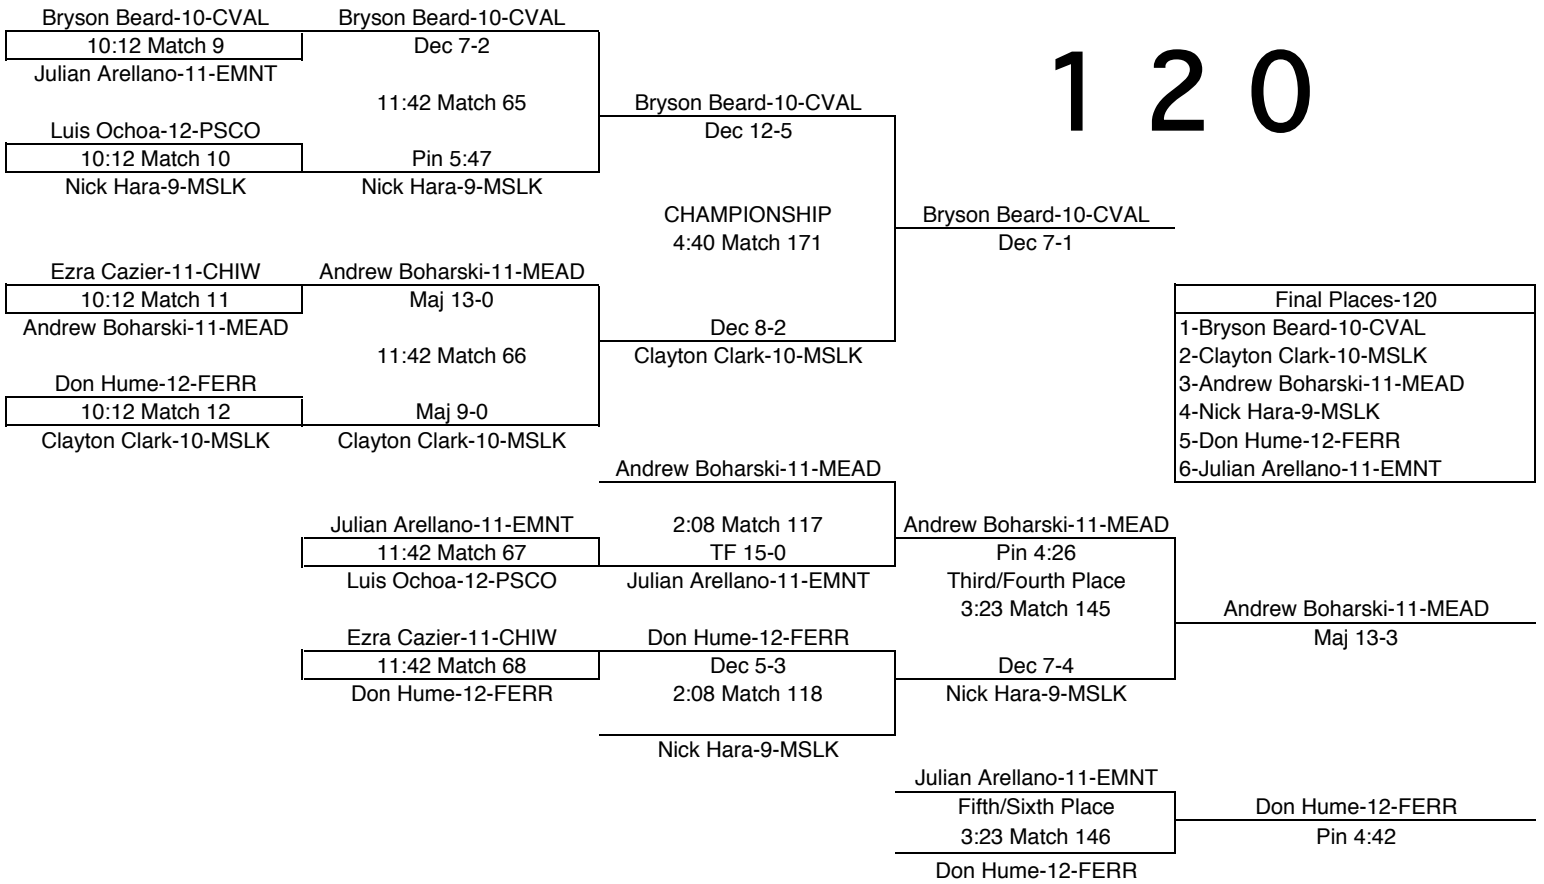 Bryson Beard-10-CVAL Bryson Beard-10-CVAL
10:12 Match 9 Dec 7-2
Julian Arellano-11-EMNT
1 2 0
11:42 Match 65 Bryson Beard-10-CVAL
Luis Ochoa-12-PSCO Dec 12-5
10:12 Match 10 Pin 5:47
Nick Hara-9-MSLK Nick Hara-9-MSLK
CHAMPIONSHIP Bryson Beard-10-CVAL
4:40 Match 171 Dec 7-1
Ezra Cazier-11-CHIW Andrew Boharski-11-MEAD
10:12 Match 11 Maj 13-0 Final Places-120
Andrew Boharski-11-MEAD Dec 8-2 1-Bryson Beard-10-CVAL
11:42 Match 66 Clayton Clark-10-MSLK 2-Clayton Clark-10-MSLK
Don Hume-12-FERR 3-Andrew Boharski-11-MEAD
10:12 Match 12 Maj 9-0 4-Nick Hara-9-MSLK
Clayton Clark-10-MSLK Clayton Clark-10-MSLK 5-Don Hume-12-FERR
Andrew Boharski-11-MEAD 6-Julian Arellano-11-EMNT
Julian Arellano-11-EMNT 2:08 Match 117 Andrew Boharski-11-MEAD
11:42 Match 67 TF 15-0 Pin 4:26
Luis Ochoa-12-PSCO Julian Arellano-11-EMNT Third/Fourth Place
3:23 Match 145 Andrew Boharski-11-MEAD
Ezra Cazier-11-CHIW Don Hume-12-FERR Maj 13-3
11:42 Match 68 Dec 5-3 Dec 7-4
Don Hume-12-FERR 2:08 Match 118 Nick Hara-9-MSLK
Nick Hara-9-MSLK
Julian Arellano-11-EMNT
Fifth/Sixth Place Don Hume-12-FERR
3:23 Match 146 Pin 4:42
Don Hume-12-FERR